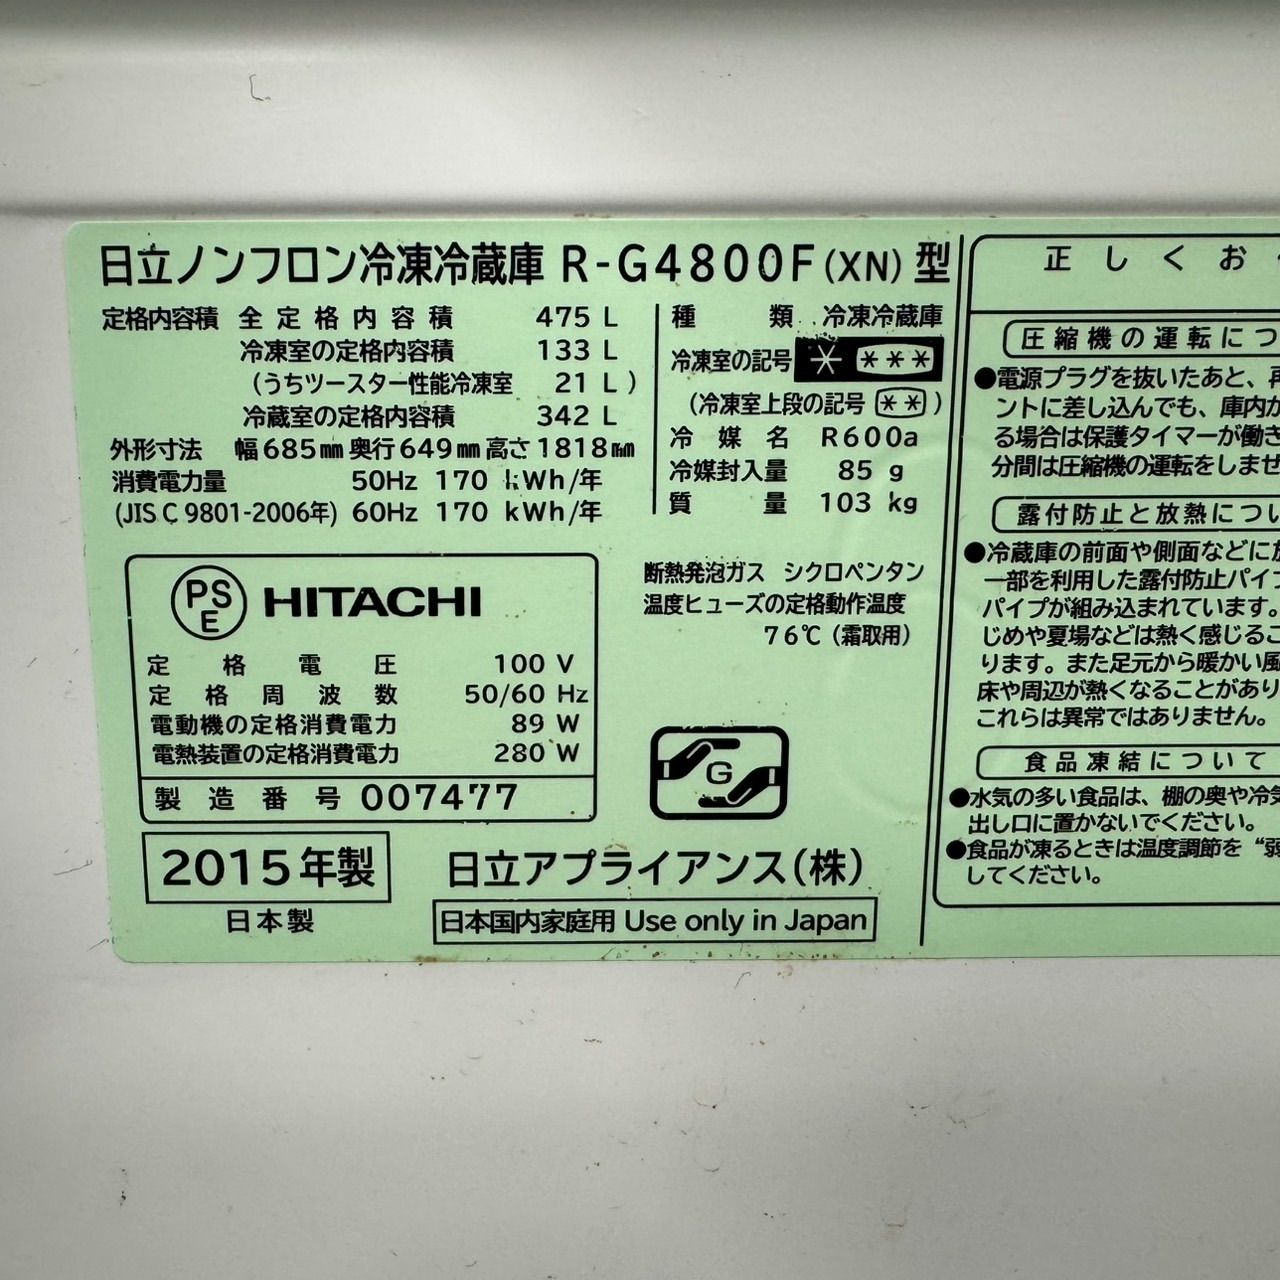 日立ノンフロン冷凍冷蔵庫 R-G4800F(XN)型
定格内容積 全定格内容積 475 L
冷凍室の定格内容積 133 L
(うちツースター性能冷凍室 21 L)
冷蔵室の定格内容積 342 L
外形寸法 幅685㎜奥行649㎜高さ1818㎜
消費電力量 50Hz 170 kWh/年
(JIS C 9801-2006年) 60Hz 170 kWh/年
種類 冷凍冷蔵庫
冷凍室の記号 * ***
(冷凍室上段の記号 **)
冷媒名 R600a
冷媒封入量 85 g
質量 103 kg
PSE HITACHI
定格電圧 100 V
定格周波数 50/60 Hz
電動機の定格消費電力 89 W
電熱装置の定格消費電力 280 W
製造番号 007477
断熱発泡ガス シクロペンタン
温度ヒューズの定格動作温度
76℃(霜取用)
G
2015年製
日本製
日立アプライアンス(株)
日本国内家庭用 Use only in Japan
正しくお
圧縮機の運転につ
●電源プラグを抜いたあと、再
ントに差し込んでも、庫内が
る場合は保護タイマーが働き
分間は圧縮機の運転をしませ
露付防止と放熱につい
●冷蔵庫の前面や側面などに放
一部を利用した露付防止パイプ
パイプが組み込まれています。
じめや夏場などは熱く感じるこ
ります。また足元から暖かい風
床や周辺が熱くなることがあり
これらは異常ではありません。
食品凍結について
●水気の多い食品は、棚の奥や冷気
出し口に置かないでください。
●食品が凍るときは温度調節を“弱
してください。